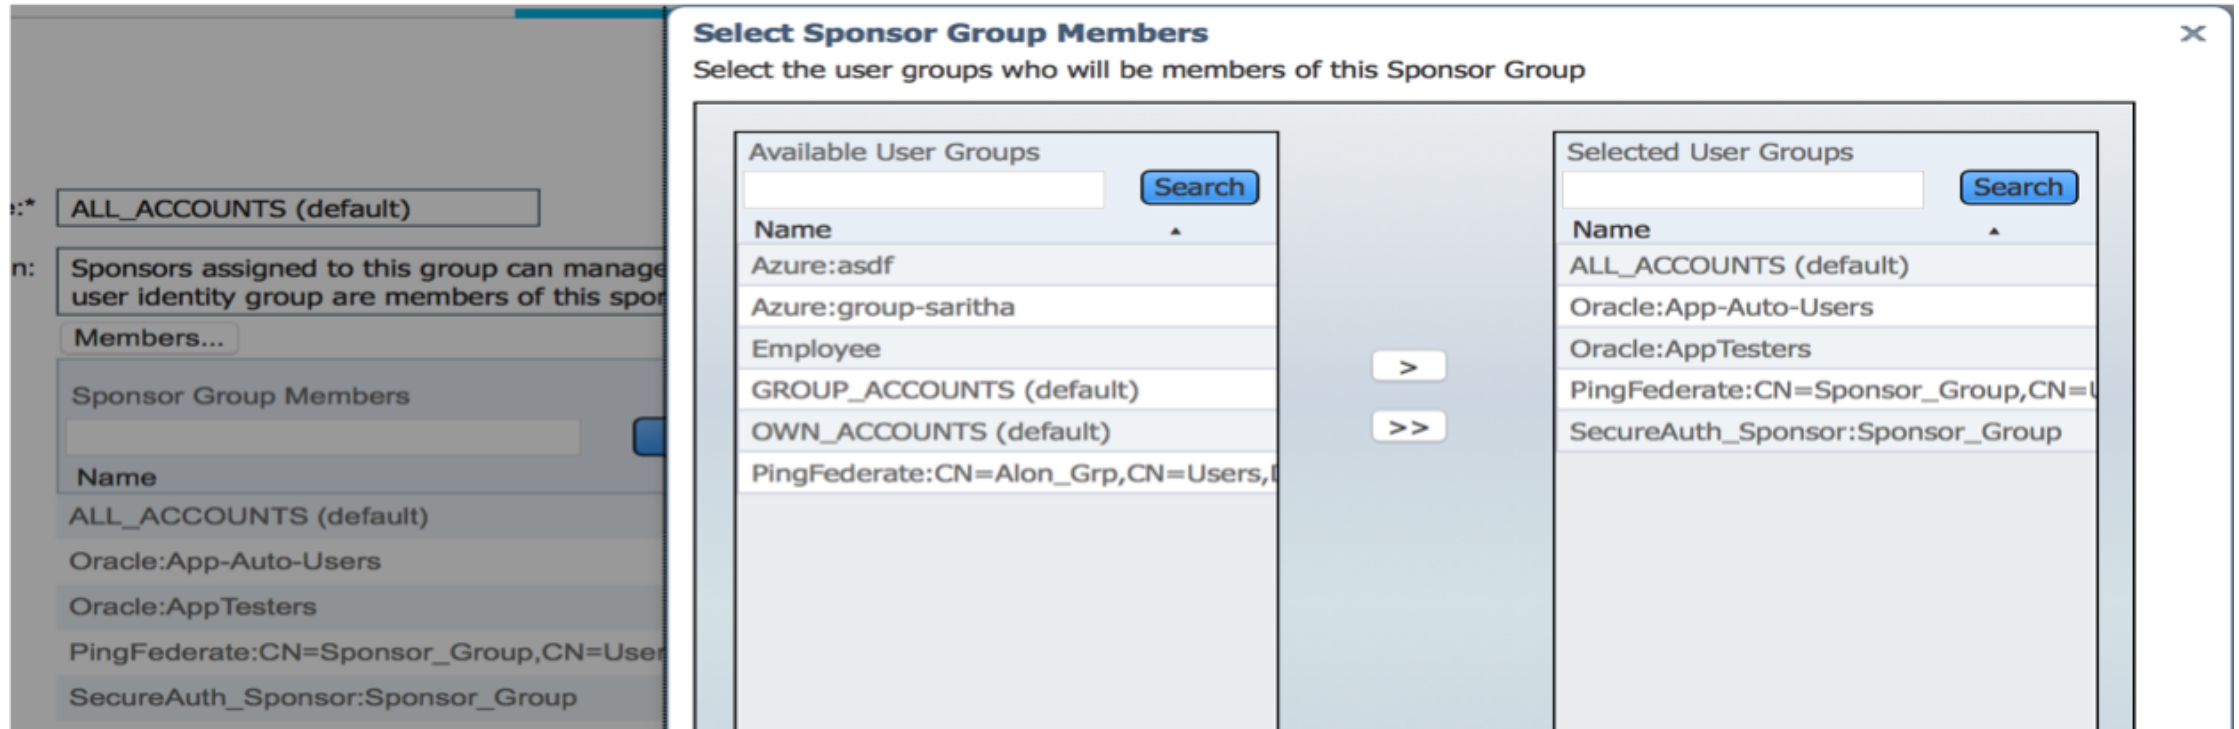 :*
ALL_ACCOUNTS (default)
n:
Sponsors assigned to this group can manage
user identity group are members of this
Members...
Sponsor Group Members
Name
ALL_ACCOUNTS (default)
Oracle:App-Auto-Users
Oracle:AppTesters
PingFederate:CN=Sponsor_Group,CN=User
SecureAuth_Sponsor:Sponsor_Group
Select Sponsor Group Members
×
Select the user groups who will be members of this Sponsor Group
Available User Groups
Search
Name
Azure:asdf
Azure:group-saritha
Employee
GROUP_ACCOUNTS (default)
OWN_ACCOUNTS (default)
PingFederate:CN=Alon_Grp,CN=Users,
>
>>
Selected User Groups
Search
Name
ALL_ACCOUNTS (default)
Oracle:App-Auto-Users
Oracle:AppTesters
PingFederate:CN=Sponsor_Group,CN=
SecureAuth_Sponsor:Sponsor_Group